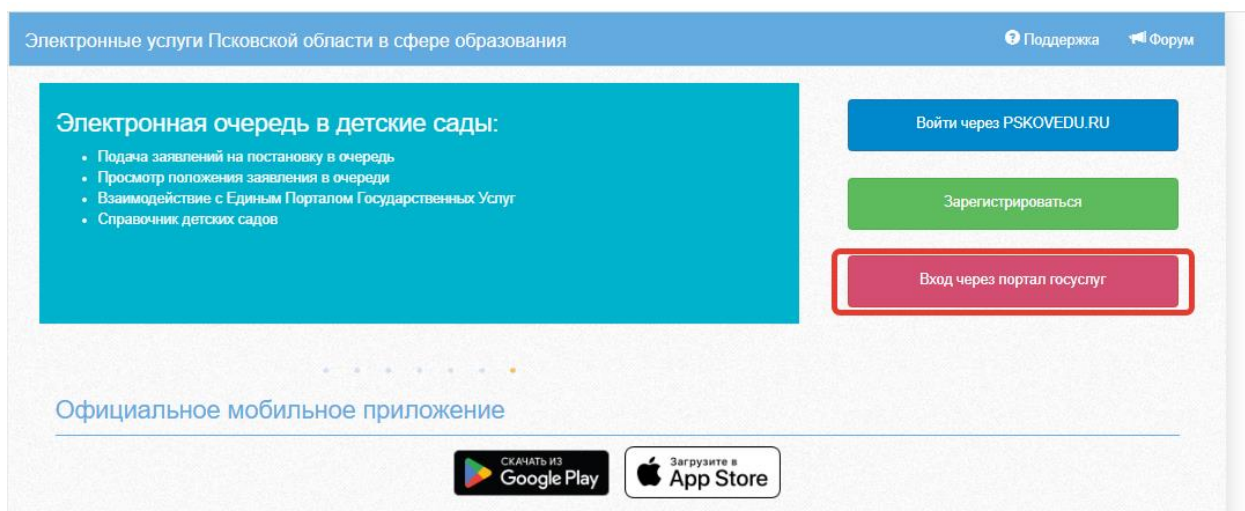 Электронные услуги Псковской области в сфере образования
Поддержка
Форум
Электронная очередь в детские сады:
Подача заявлений на постановку в очередь
Просмотр положения заявления в очереди
Взаимодействие с Единым Порталом Государственных Услуг
Справочник детских садов
Войти через PSKOVEDU.RU
Зарегистрироваться
Вход через портал госуслуг
Официальное мобильное приложение
СКАЧАТЬ ИЗ
Google Play
Загрузите в
App Store